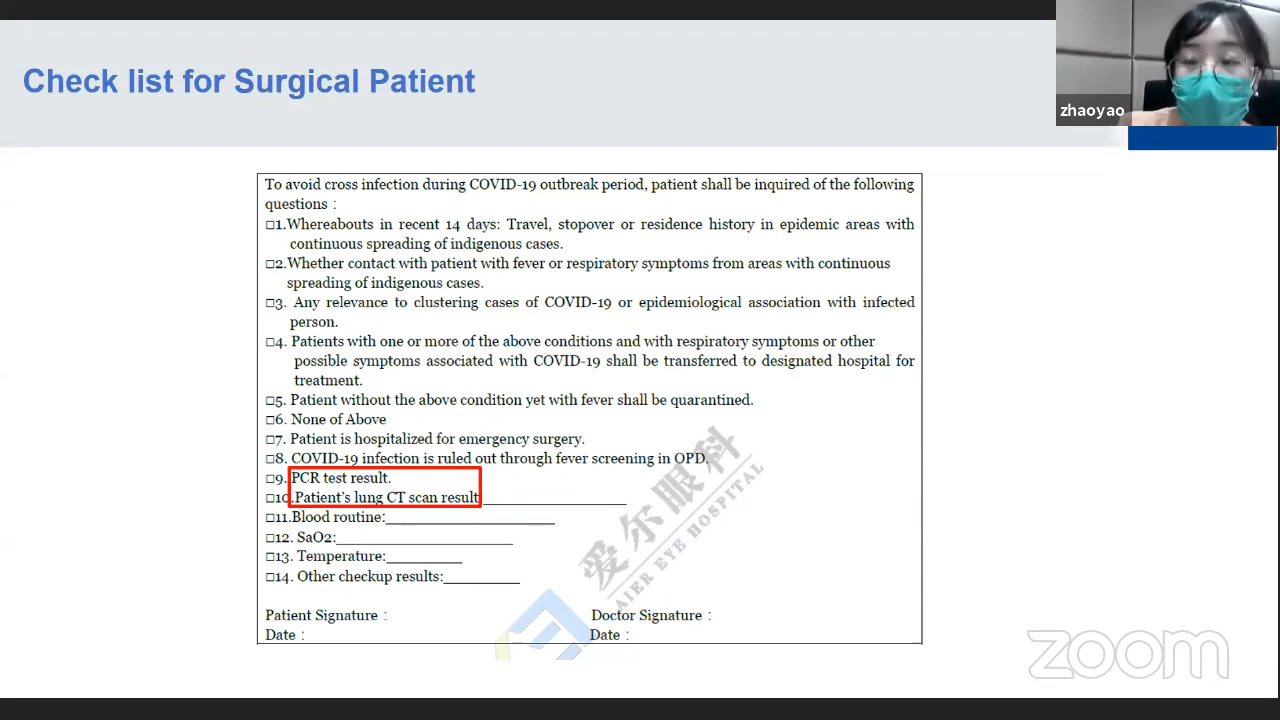 Check list for Surgical Patient
zhaoyao
To avoid cross infection during COVID-19 outbreak period, patient shall be inquired of the following
questions：
□1.Whereabouts in recent 14 days: Travel, stopover or residence history in epidemic areas with
continuous spreading of indigenous cases.
□2.Whether contact with patient with fever or respiratory symptoms from areas with continuous
spreading of indigenous cases.
□3. Any relevance to clustering cases of COVID-19 or epidemiological association with infected
person.
□4. Patients with one or more of the above conditions and with respiratory symptoms or other
possible symptoms associated with COVID-19 shall be transferred to designated hospital for
treatment.
□5. Patient without the above condition yet with fever shall be quarantined.
□6. None of Above
□7. Patient is hospitalized for emergency surgery.
□8. COVID-19 infection is ruled out through fever screening in OPD.
□9. PCR test result.
□10.Patient's lung CT scan result ____________________
□11.Blood routine:________________________
□12. SaO2:_________________________
□13. Temperature:__________
□14. Other checkup results:__________
Patient Signature： Doctor Signature：
Date： Date：
爱尔眼科
AIER EYE HOSPITAL
zoom